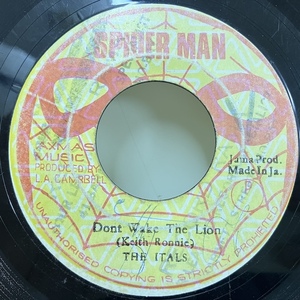 SPIDER MAN
AXMAS
MUSIC
PRODUCED BY
L.A. CAMPBELL
Jama Prod.
Made in Ja.
Dont Wake The Lion
(Keith Ronnie)
THE ITALS
UNAUTHORISED COPYING IS STRICTLY PROHIBITED